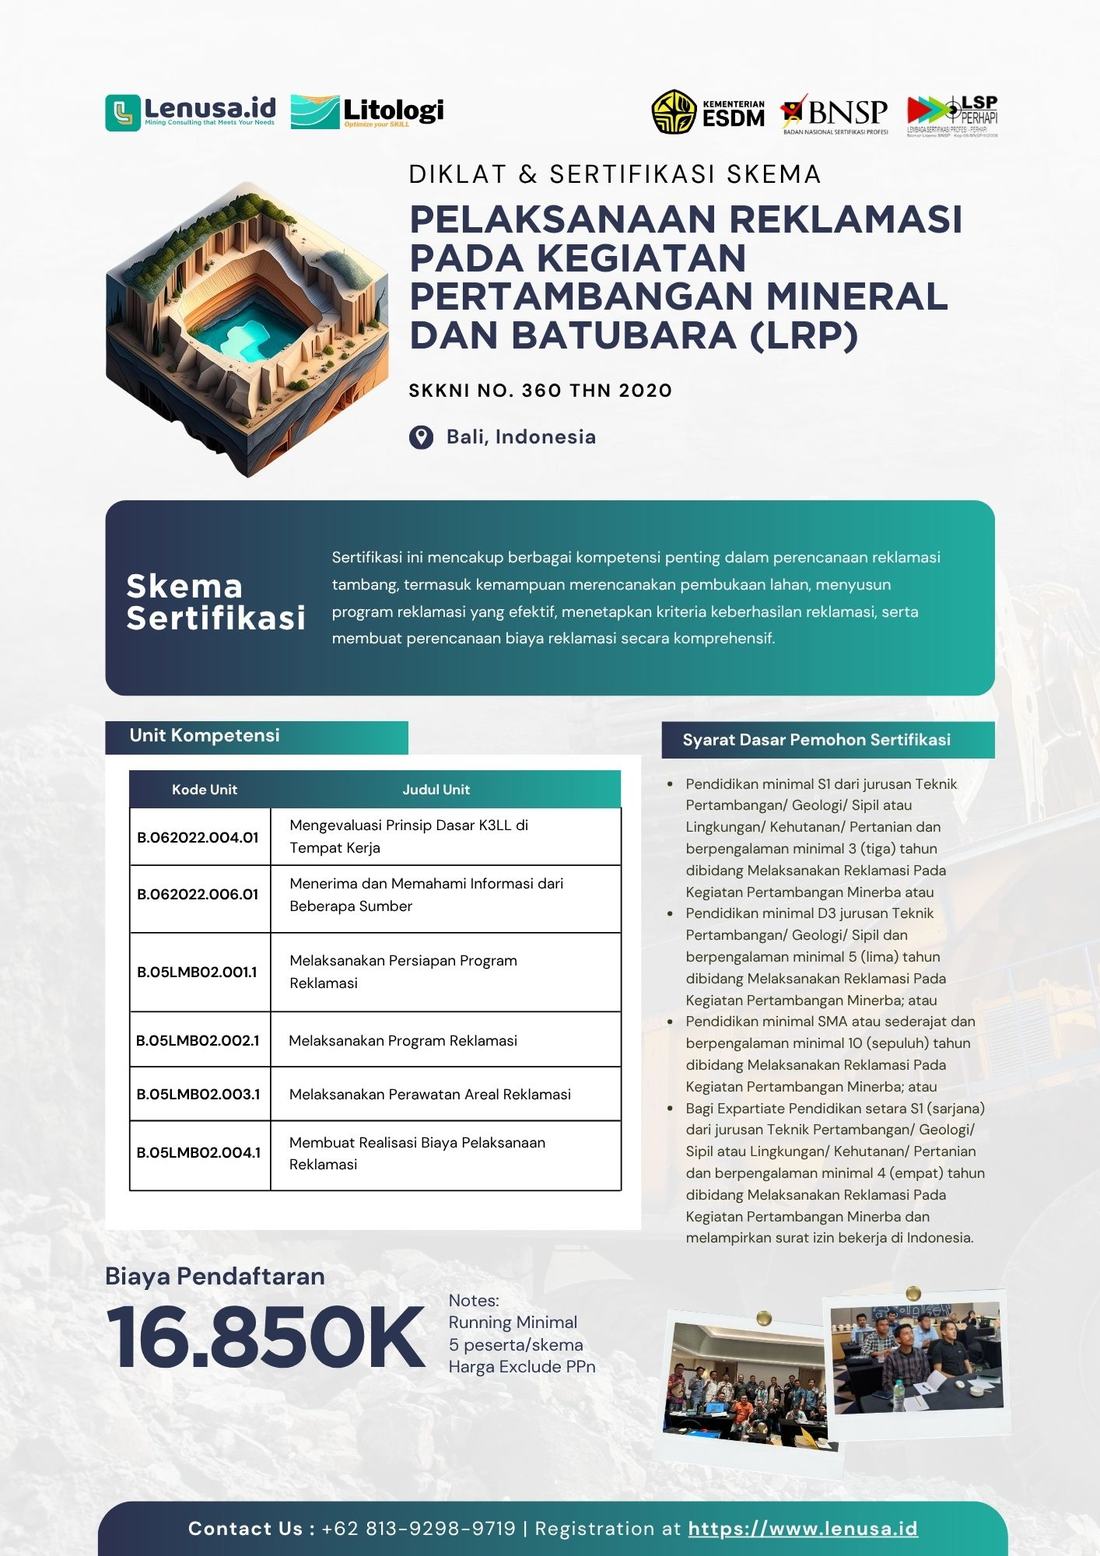 Lenusa.id
Mining Consulting that Meets Your Needs
Litologi
Optimize your SKILL
KEMENTERIAN
ESDM
BNSP
BADAN NASIONAL SERTIFIKASI PROFESI
LSP
PERHAPI
LEMBAGA SERTIFIKASI PROFESI - PERHAPI
DIKLAT & SERTIFIKASI SKEMA
PELAKSANAAN REKLAMASI
PADA KEGIATAN
PERTAMBANGAN MINERAL
DAN BATUBARA (LRP)
SKKNI NO. 360 THN 2020
Bali, Indonesia
Skema
Sertifikasi
Sertifikasi ini mencakup berbagai kompetensi penting dalam perencanaan reklamasi
tambang, termasuk kemampuan merencanakan pembukaan lahan, menyusun
program reklamasi yang efektif, menetapkan kriteria keberhasilan reklamasi, serta
membuat perencanaan biaya reklamasi secara komprehensif.
Unit Kompetensi
Kode Unit
Judul Unit
B.062022.004.01
Mengevaluasi Prinsip Dasar K3LL di
Tempat Kerja
B.062022.006.01
Menerima dan Memahami Informasi dari
Beberapa Sumber
B.05LMB02.001.1
Melaksanakan Persiapan Program
Reklamasi
B.05LMB02.002.1
Melaksanakan Program Reklamasi
B.05LMB02.003.1
Melaksanakan Perawatan Areal Reklamasi
B.05LMB02.004.1
Membuat Realisasi Biaya Pelaksanaan
Reklamasi
Syarat Dasar Pemohon Sertifikasi
• Pendidikan minimal S1 dari jurusan Teknik
Pertambangan/ Geologi/ Sipil atau
Lingkungan/ Kehutanan/ Pertanian dan
berpengalaman minimal 3 (tiga) tahun
dibidang Melaksanakan Reklamasi Pada
Kegiatan Pertambangan Minerba atau
• Pendidikan minimal D3 jurusan Teknik
Pertambangan/ Geologi/ Sipil dan
berpengalaman minimal 5 (lima) tahun
dibidang Melaksanakan Reklamasi Pada
Kegiatan Pertambangan Minerba; atau
• Pendidikan minimal SMA atau sederajat dan
berpengalaman minimal 10 (sepuluh) tahun
dibidang Melaksanakan Reklamasi Pada
Kegiatan Pertambangan Minerba; atau
• Bagi Expartiate Pendidikan setara S1 (sarjana)
dari jurusan Teknik Pertambangan/ Geologi/
Sipil atau Lingkungan/ Kehutanan/ Pertanian
dan berpengalaman minimal 4 (empat) tahun
dibidang Melaksanakan Reklamasi Pada
Kegiatan Pertambangan Minerba dan
melampirkan surat izin bekerja di Indonesia.
Biaya Pendaftaran
16.850K
Notes:
Running Minimal
5 peserta/skema
Harga Exclude PPn
Contact Us : +62 813-9298-9719 | Registration at https://www.lenusa.id